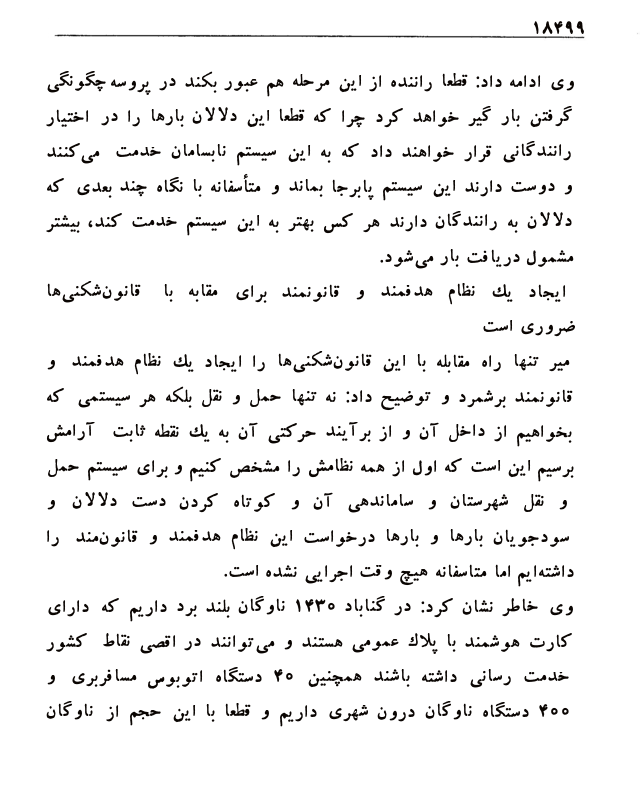 ۱۸۴۹۹
وی ادامه داد: قطعا راننده از این مرحله هم عبور بکند در پروسه چگونگی
گرفتن بار گیر خواهد کرد چرا که قطعا این دلالان بارها را در اختیار
رانندگانی قرار خواهند داد که به این سیستم نابسامان خدمت می‌کنند
و دوست دارند این سیستم پابرجا بماند و متأسفانه با نگاه چند بعدی که
دلالان به رانندگان دارند هر کس بهتر به این سیستم خدمت کند، بیشتر
مشمول دریافت بار می‌شود.
ایجاد یك نظام هدفمند و قانونمند برای مقابه با قانون‌شکنی‌ها
ضروری است
میر تنها راه مقابله با این قانون‌شکنی‌ها را ایجاد یك نظام هدفمند و
قانونمند برشمرد و توضیح داد: نه تنها حمل و نقل بلکه هر سیستمی که
بخواهیم از داخل آن و از برآیند حرکتی آن به یك نقطه ثابت آرامش
برسیم این است که اول از همه نظامش را مشخص کنیم و برای سیستم حمل
و نقل شهرستان و ساماندهی آن و کوتاه کردن دست دلالان و
سودجویان بارها و بارها درخواست این نظام هدفمند و قانون‌مند را
داشته‌ایم اما متاسفانه هیچ وقت اجرایی نشده است.
وی خاطر نشان کرد: در گناباد ۱۴۳۰ ناوگان بلند برد داریم که دارای
کارت هوشمند با پلاك عمومی هستند و می‌توانند در اقصی نقاط کشور
خدمت رسانی داشته باشند همچنین ۴۰ دستگاه اتوبوس مسافربری و
۴۰۰ دستگاه ناوگان درون شهری داریم و قطعا با این حجم از ناوگان